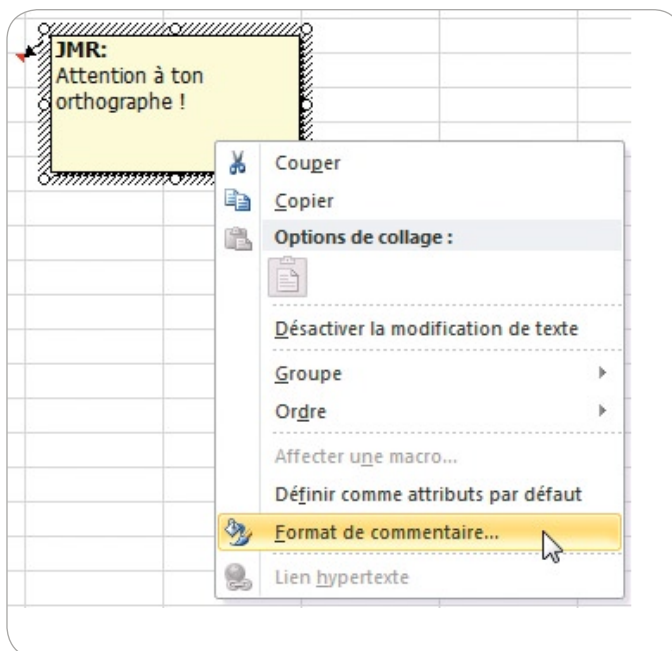 JMR:
Attention à ton
orthographe !
Couper
Copier
Options de collage :
Désactiver la modification de texte
Groupe
Ordre
Affecter une macro...
Définir comme attributs par défaut
Format de commentaire...
Lien hypertexte